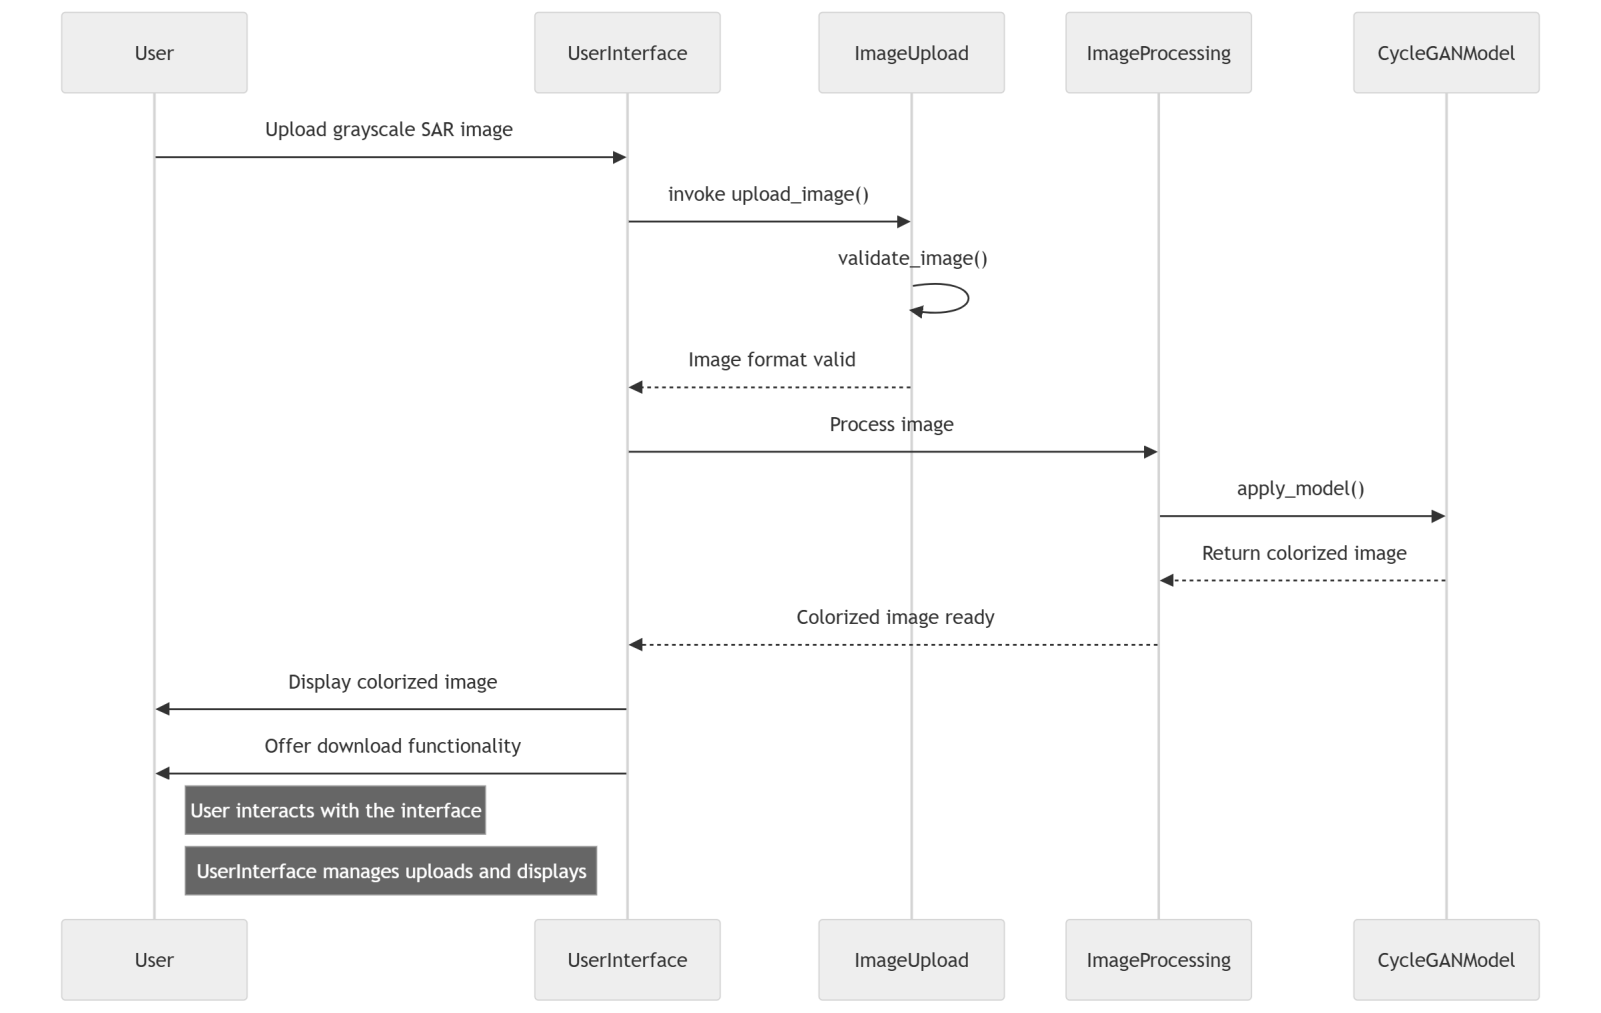 User
UserInterface
ImageUpload
ImageProcessing
CycleGANModel
Upload grayscale SAR image
invoke upload_image()
validate_image()
Image format valid
Process image
apply_model()
Return colorized image
Colorized image ready
Display colorized image
Offer download functionality
User interacts with the interface
UserInterface manages uploads and displays
User
UserInterface
ImageUpload
ImageProcessing
CycleGANModel